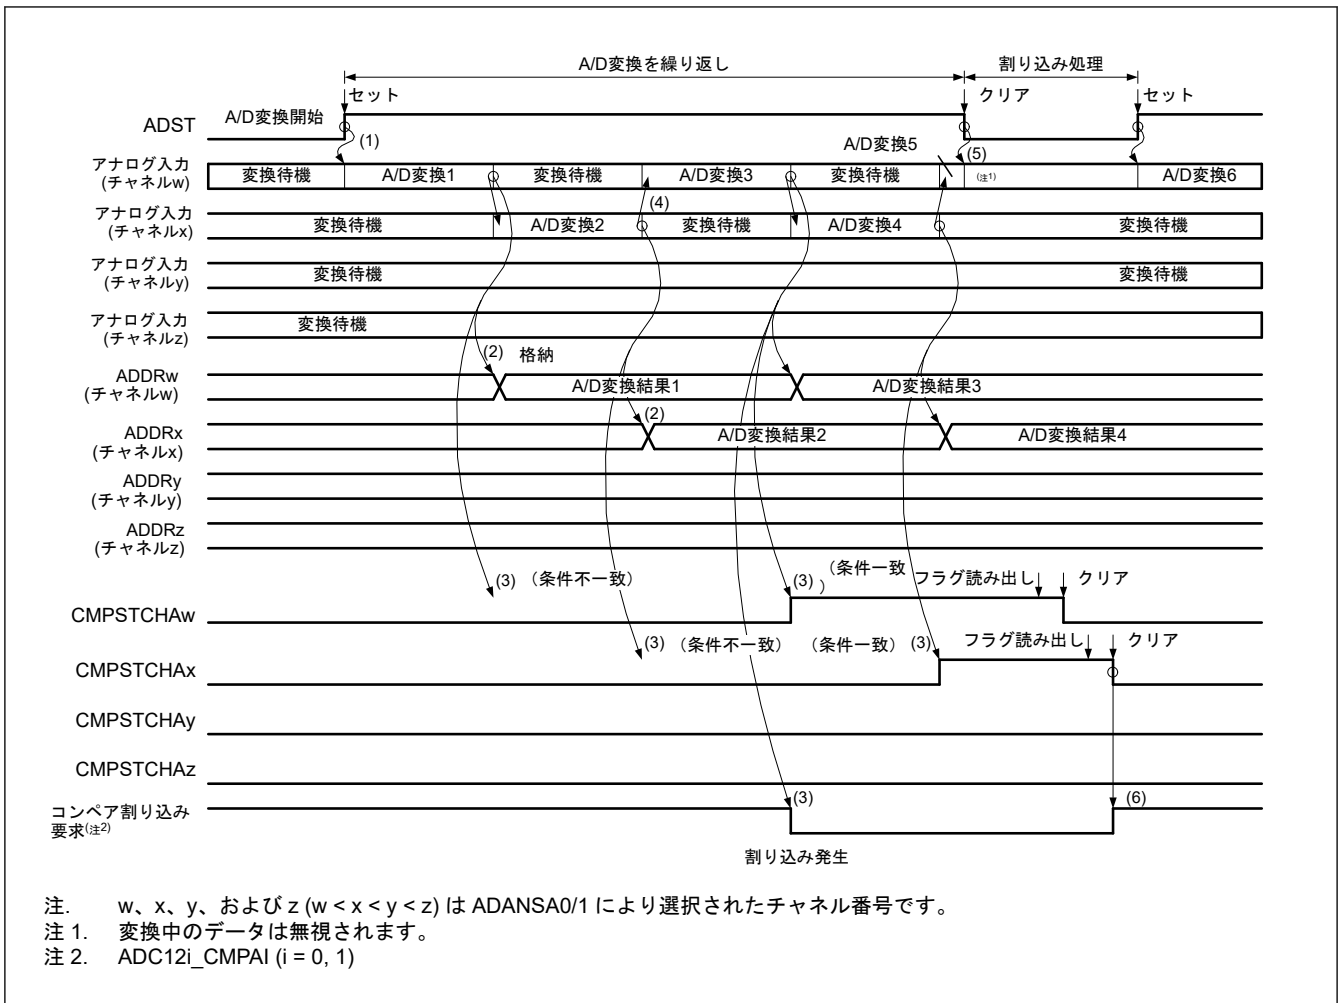 A/D変換を繰り返し 割り込み処理
セット クリア セット
ADST A/D変換開始
(1) A/D変換5 (5)
アナログ入力
(チャネルw) 変換待機 A/D変換1 変換待機 A/D変換3 変換待機 (注1) A/D変換6
(4)
アナログ入力
(チャネルx) 変換待機 A/D変換2 変換待機 A/D変換4 変換待機
アナログ入力
(チャネルy) 変換待機 変換待機
アナログ入力
(チャネルz) 変換待機
(2) 格納
ADDRw
(チャネルw) A/D変換結果1 A/D変換結果3
(2)
ADDRx
(チャネルx) A/D変換結果2 A/D変換結果4
ADDRy
(チャネルy)
ADDRz
(チャネルz)
(3) (条件不一致) (3) (条件一致) フラグ読み出し クリア
CMPSTCHAw
(3) (条件不一致) (条件一致) (3) フラグ読み出し クリア
CMPSTCHAx
CMPSTCHAy
CMPSTCHAz
(3) (6)
コンペア割り込み
要求(注2)
割り込み発生
注. w、x、y、および z (w < x < y < z) は ADANSA0/1 により選択されたチャネル番号です。
注 1. 変換中のデータは無視されます。
注 2. ADC12i_CMPAI (i = 0, 1)